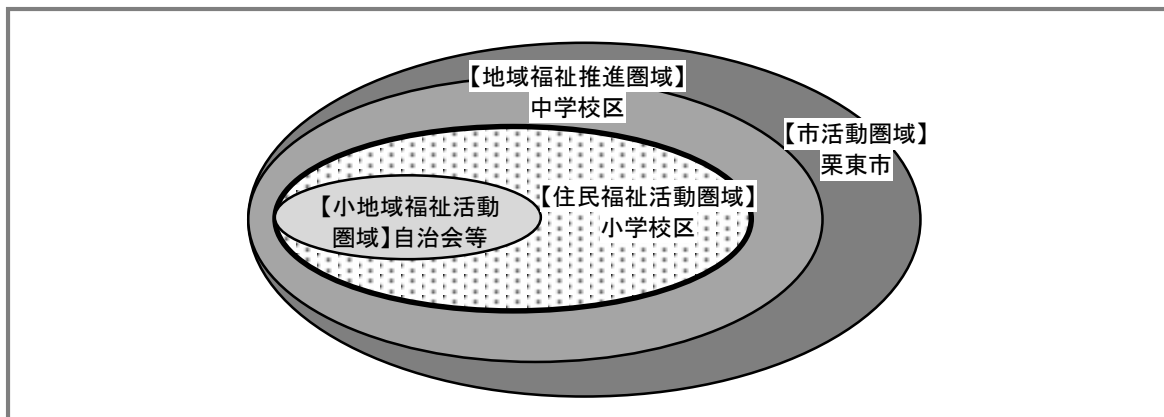 【地域福祉推進圏域】
中学校区
【市活動圏域】
栗東市
【住民福祉活動圏域】
小学校区
【小地域福祉活動
圏域】自治会等